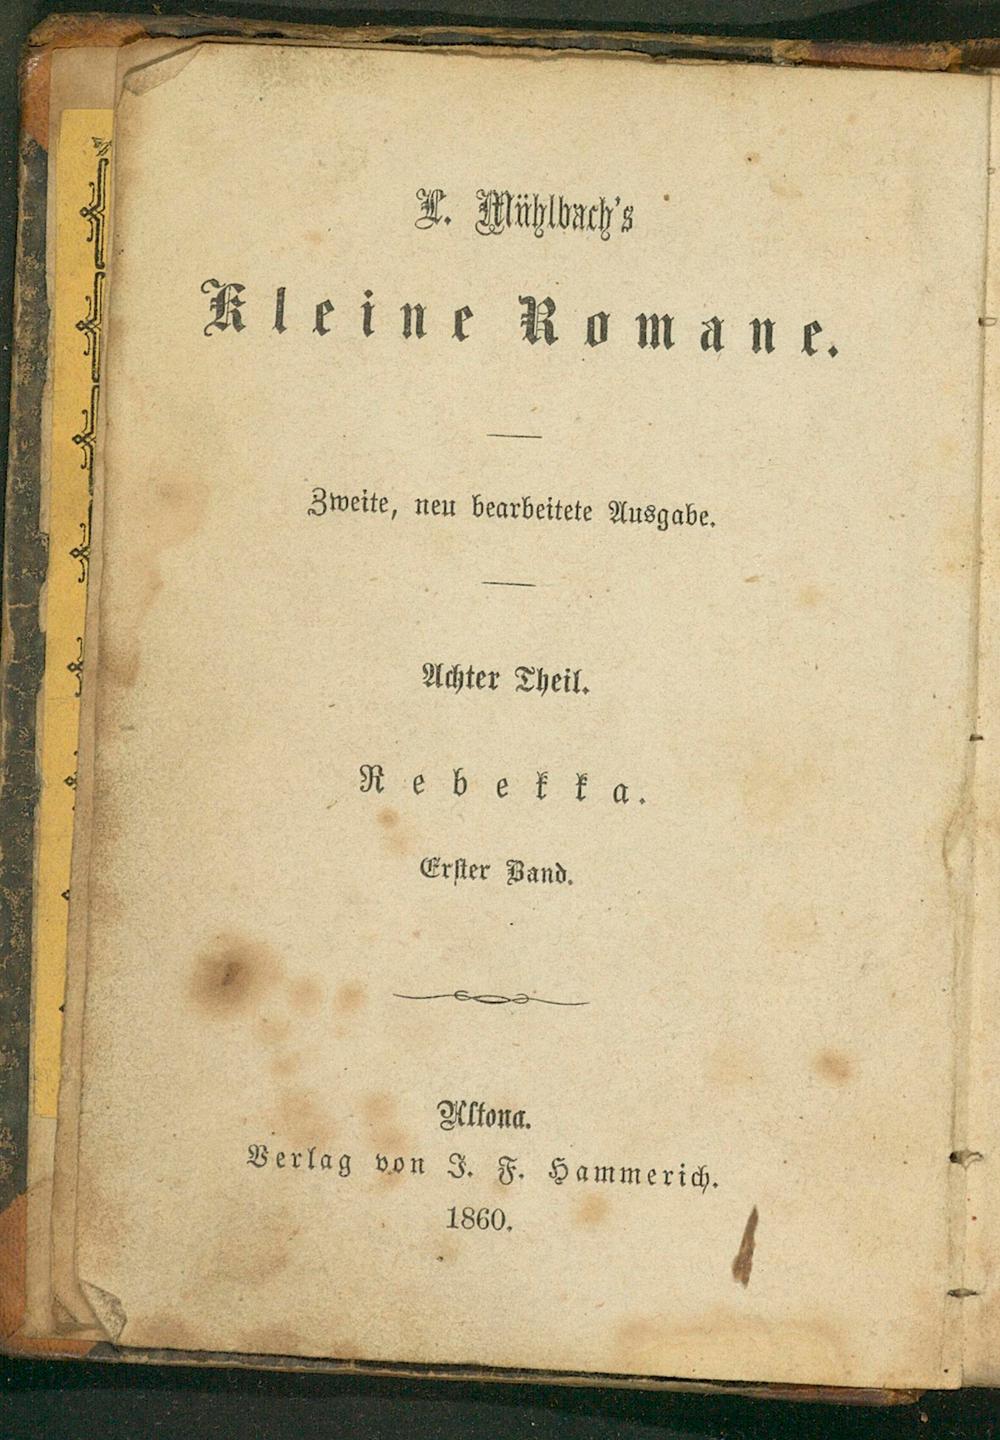 L. Mühlbach's
Kleine Romane.
Zweite, neu bearbeitete Ausgabe.
Achter Theil.
Rebekka.
Erster Band.
Altona.
Verlag von J. F. Hammerich.
1860.